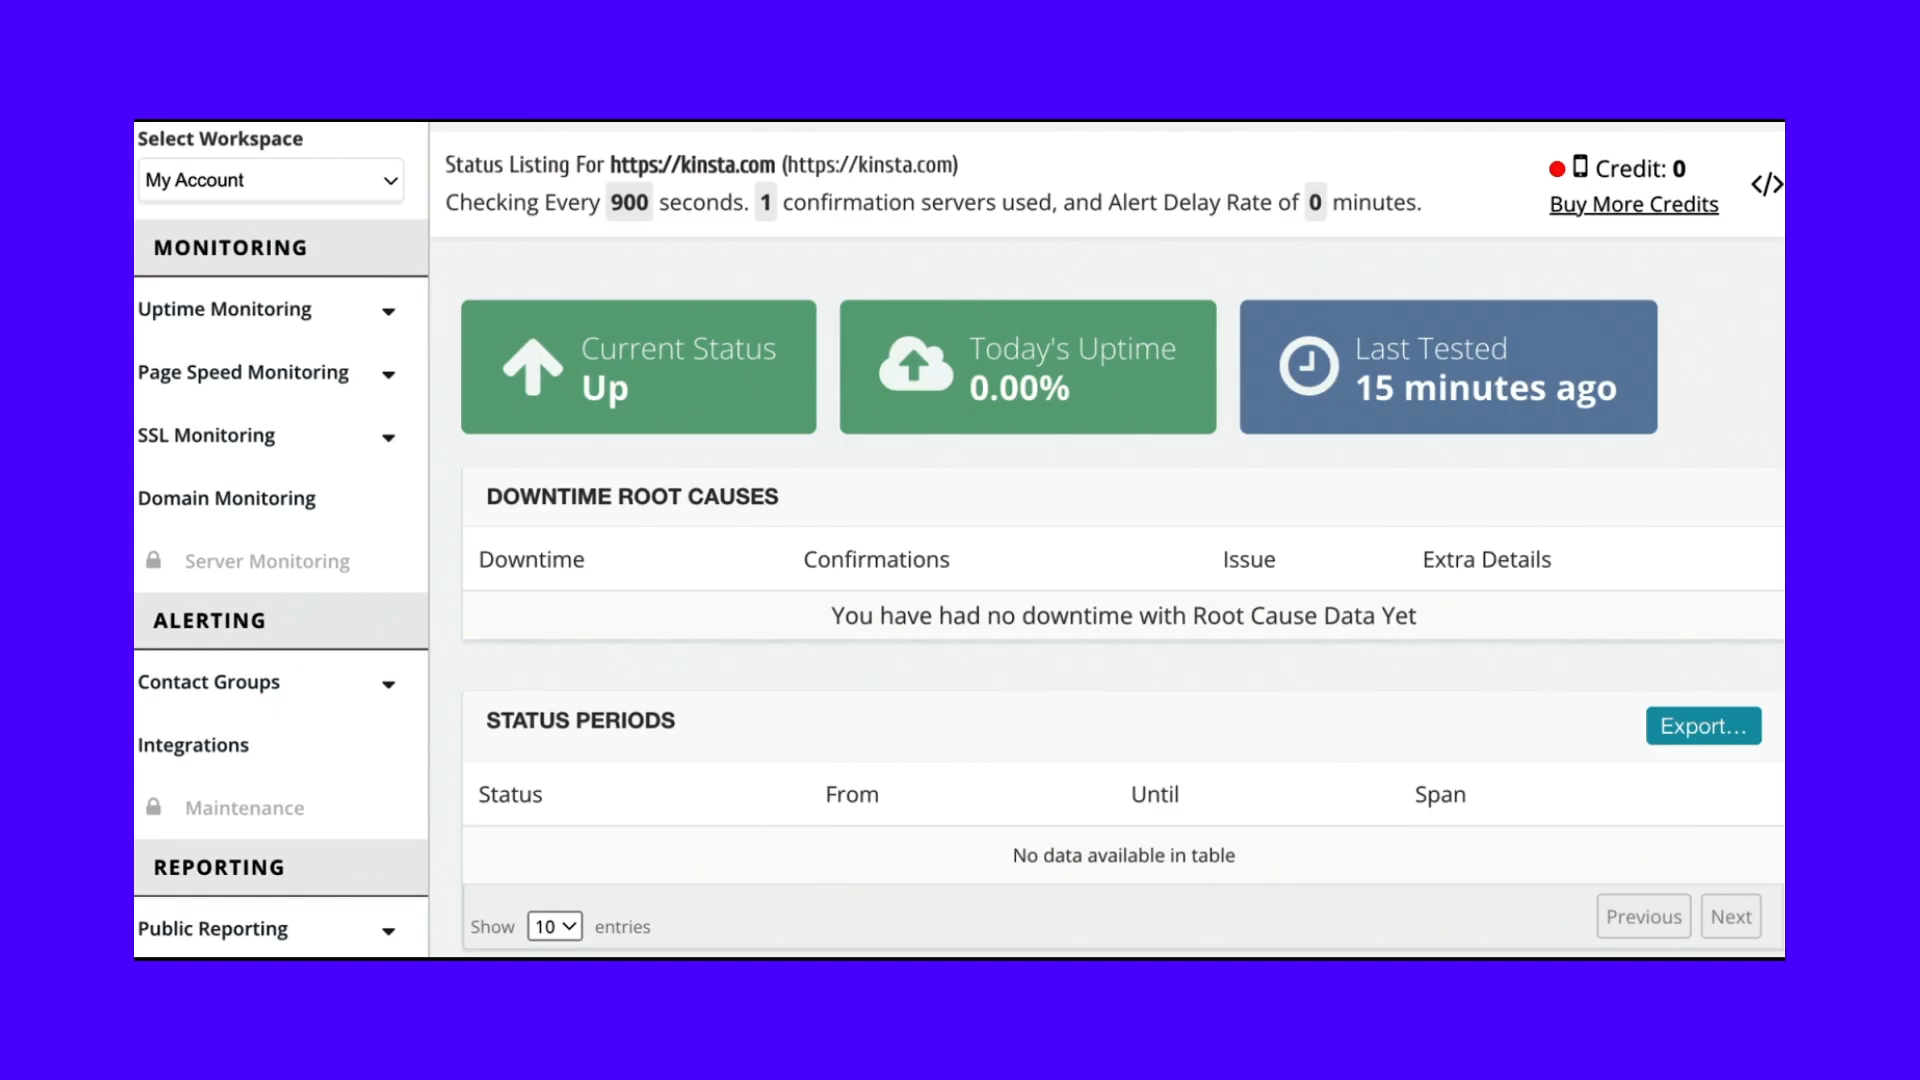 Select Workspace
My Account
MONITORING
Uptime Monitoring
Page Speed Monitoring
SSL Monitoring
Domain Monitoring
Server Monitoring
ALERTING
Contact Groups
Integrations
Maintenance
REPORTING
Public Reporting
Status Listing For https://kinsta.com (https://kinsta.com)
Checking Every 900 seconds. 1 confirmation servers used, and Alert Delay Rate of 0 minutes.
Credit: 0
Buy More Credits
</>
Current Status
Up
Today's Uptime
0.00%
Last Tested
15 minutes ago
DOWNTIME ROOT CAUSES
Downtime Confirmations Issue Extra Details
You have had no downtime with Root Cause Data Yet
STATUS PERIODS
Export...
Status From Until Span
No data available in table
Show 10 entries
Previous Next